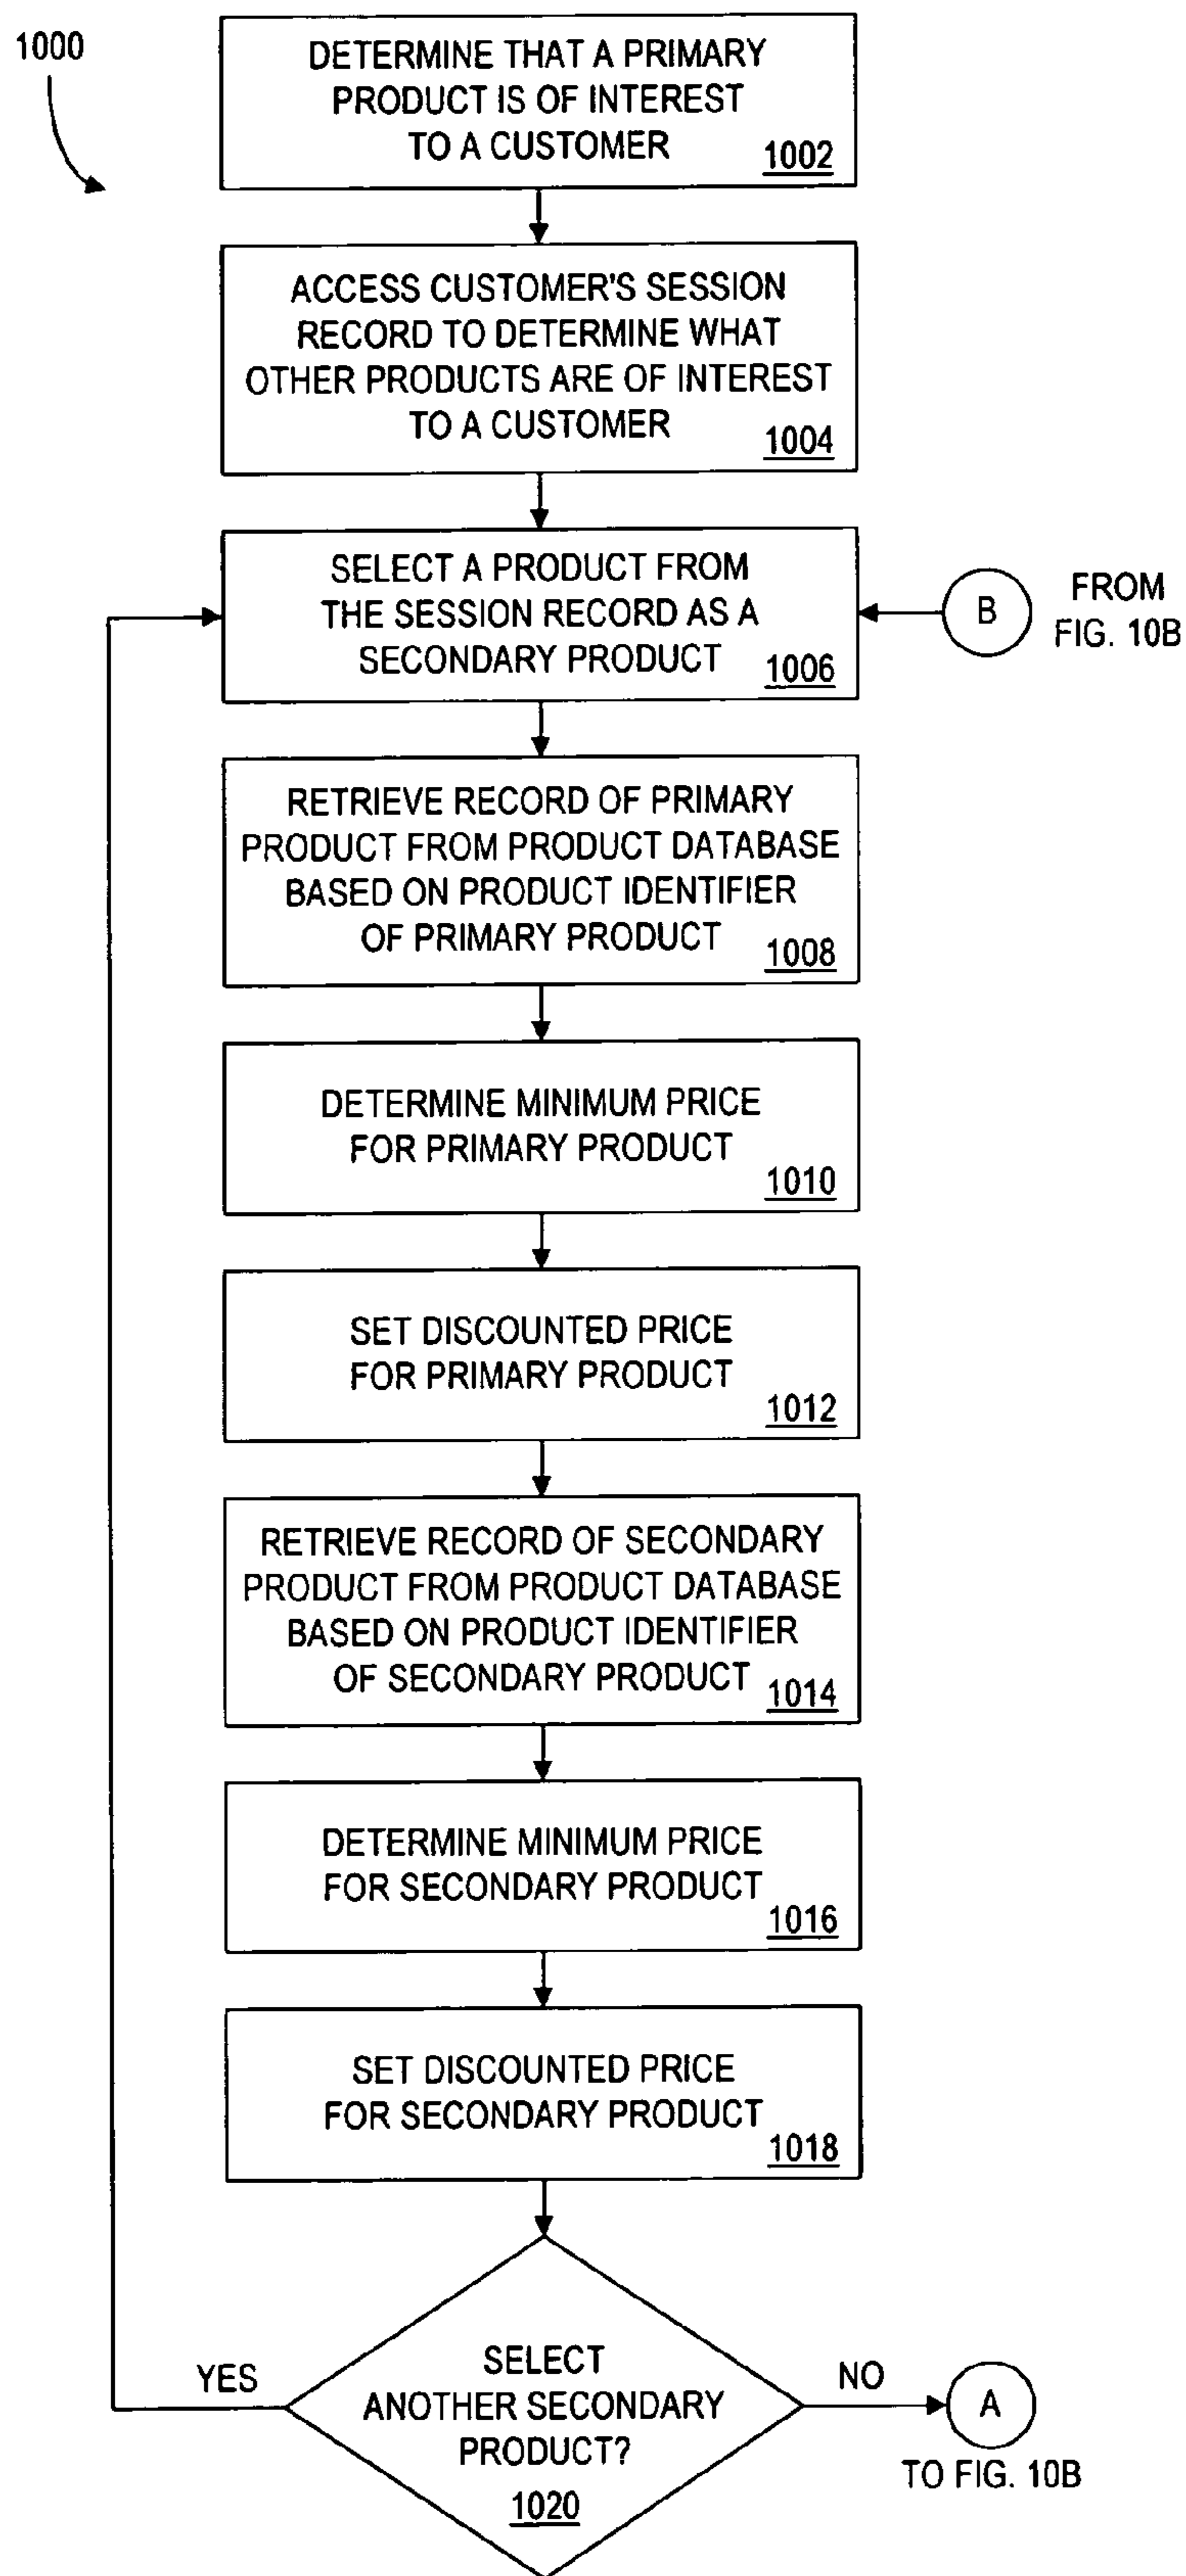 1000
DETERMINE THAT A PRIMARY
PRODUCT IS OF INTEREST
TO A CUSTOMER
1002
ACCESS CUSTOMER'S SESSION
RECORD TO DETERMINE WHAT
OTHER PRODUCTS ARE OF INTEREST
TO A CUSTOMER
1004
SELECT A PRODUCT FROM
THE SESSION RECORD AS A
SECONDARY PRODUCT
1006
B
FROM
FIG. 10B
RETRIEVE RECORD OF PRIMARY
PRODUCT FROM PRODUCT DATABASE
BASED ON PRODUCT IDENTIFIER
OF PRIMARY PRODUCT
1008
DETERMINE MINIMUM PRICE
FOR PRIMARY PRODUCT
1010
SET DISCOUNTED PRICE
FOR PRIMARY PRODUCT
1012
RETRIEVE RECORD OF SECONDARY
PRODUCT FROM PRODUCT DATABASE
BASED ON PRODUCT IDENTIFIER
OF SECONDARY PRODUCT
1014
DETERMINE MINIMUM PRICE
FOR SECONDARY PRODUCT
1016
SET DISCOUNTED PRICE
FOR SECONDARY PRODUCT
1018
SELECT
ANOTHER SECONDARY
PRODUCT?
1020
YES
NO
A
TO FIG. 10B